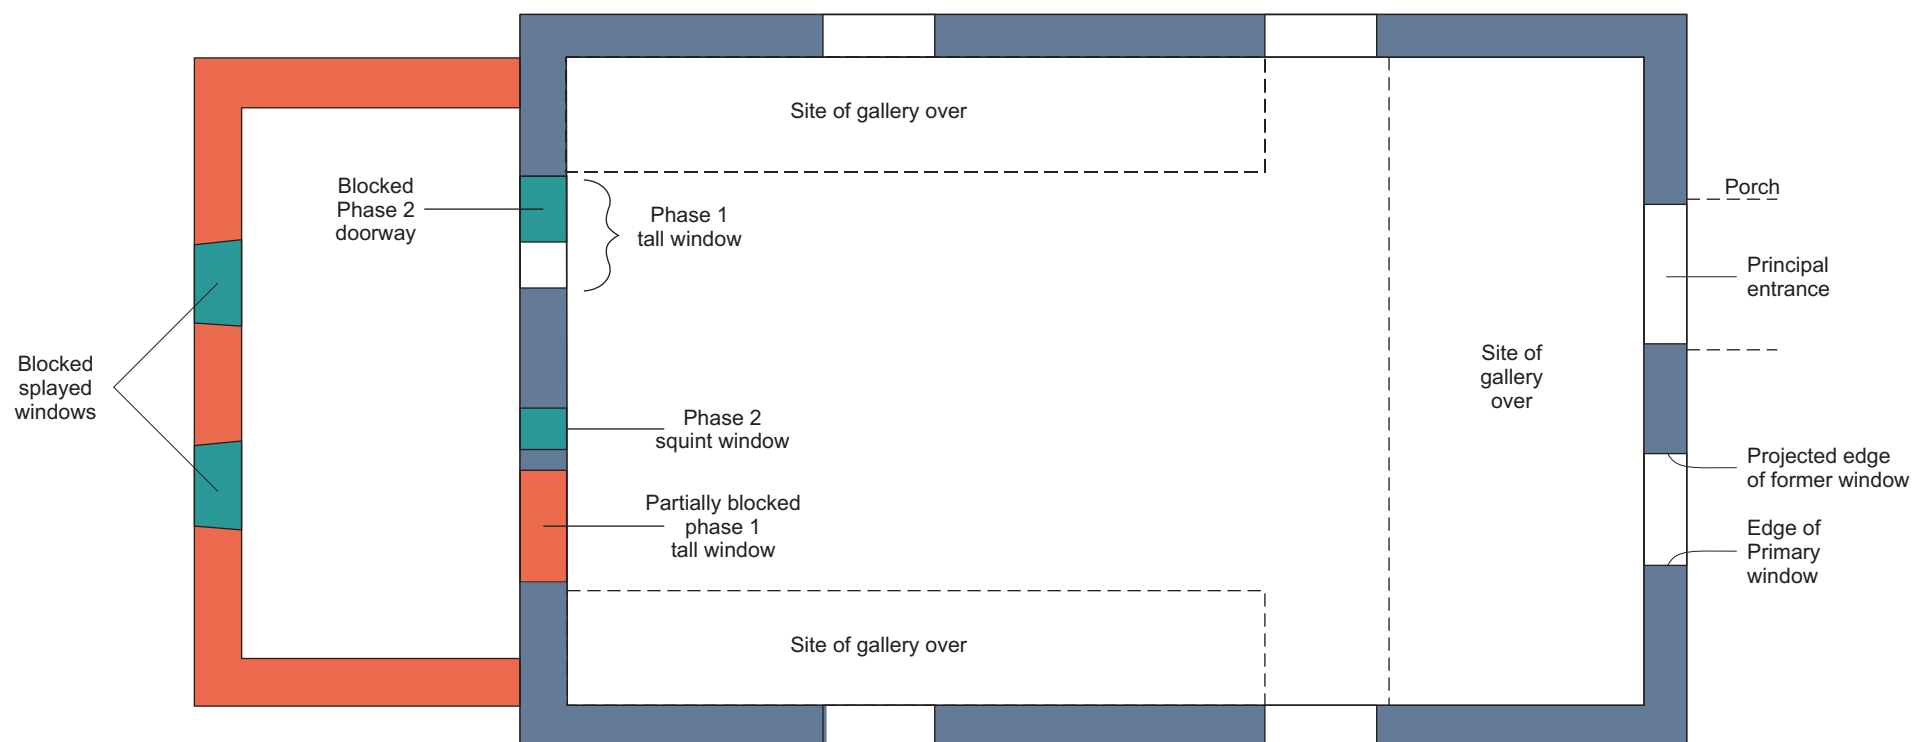 Site of gallery over
Blocked
Phase 2
doorway
Phase 1
tall window
Porch
Principal
entrance
Blocked
splayed
windows
Site of
gallery
over
Phase 2
squint window
Projected edge
of former window
Partially blocked
phase 1
tall window
Edge of
Primary
window
Site of gallery over